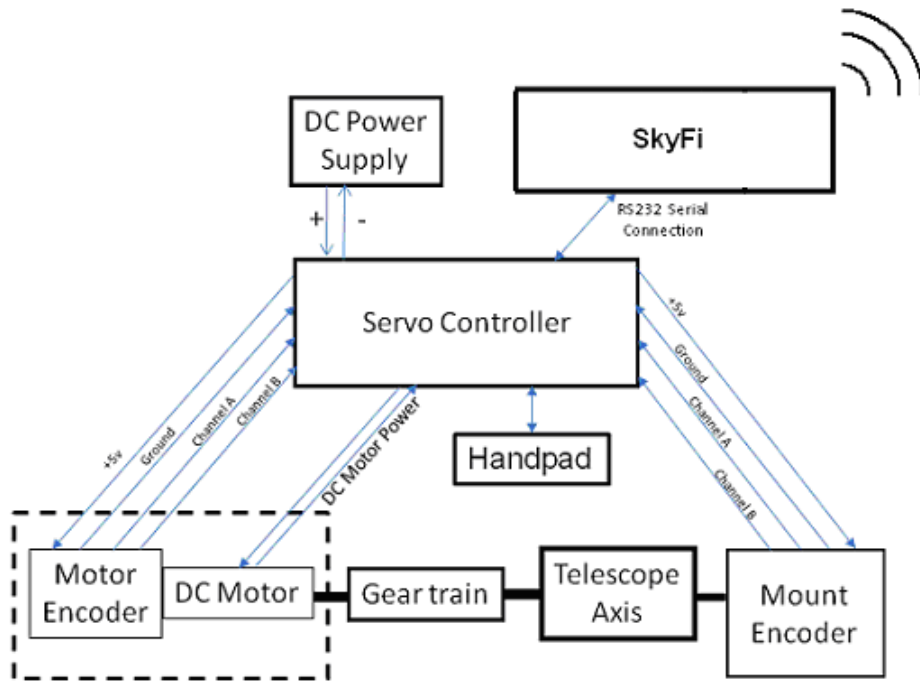 DC Power
Supply
SkyFi
+
-
RS232 Serial
Connection
Servo Controller
+5v
Ground
Channel A
Channel B
DC Motor Power
Handpad
+5v
Ground
Channel A
Channel B
Motor
Encoder
DC Motor
Gear train
Telescope
Axis
Mount
Encoder